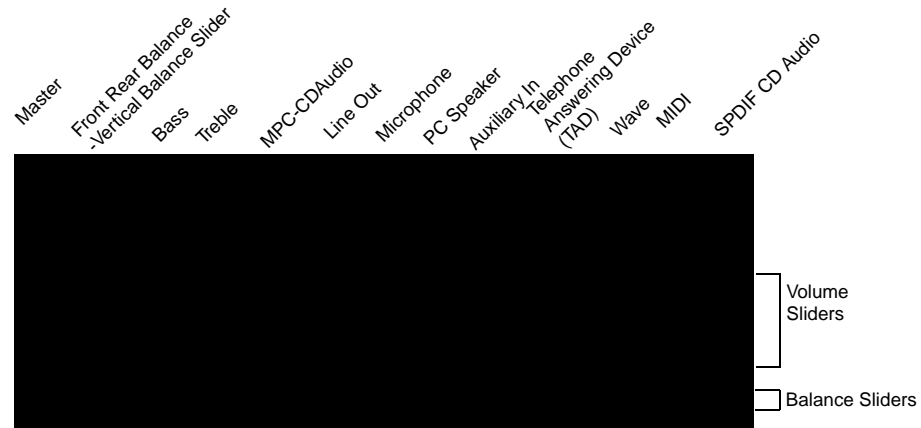 Master
Front Rear Balance
-Vertical Balance Slider
Bass
Treble
MPC-CDAudio
Line Out
Microphone
PC Speaker
Auxiliary In
Telephone
Answering Device
(TAD)
Wave
MIDI
SPDIF CD Audio
Volume
Sliders
Balance Sliders